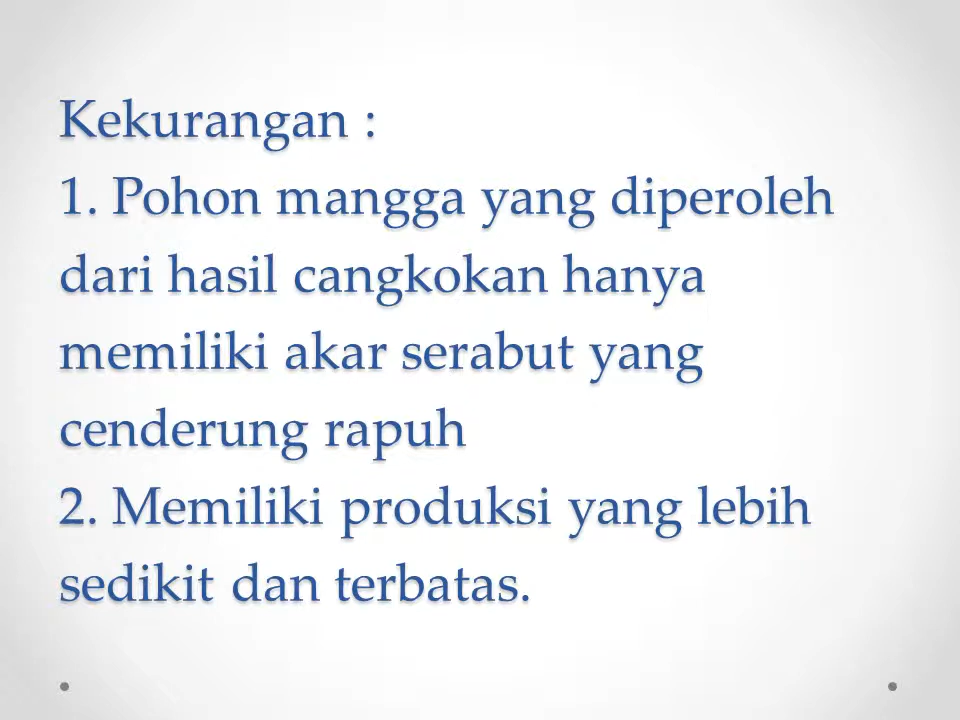 Kekurangan :
1. Pohon mangga yang diperoleh
dari hasil cangkokan hanya
memiliki akar serabut yang
cenderung rapuh
2. Memiliki produksi yang lebih
sedikit dan terbatas.